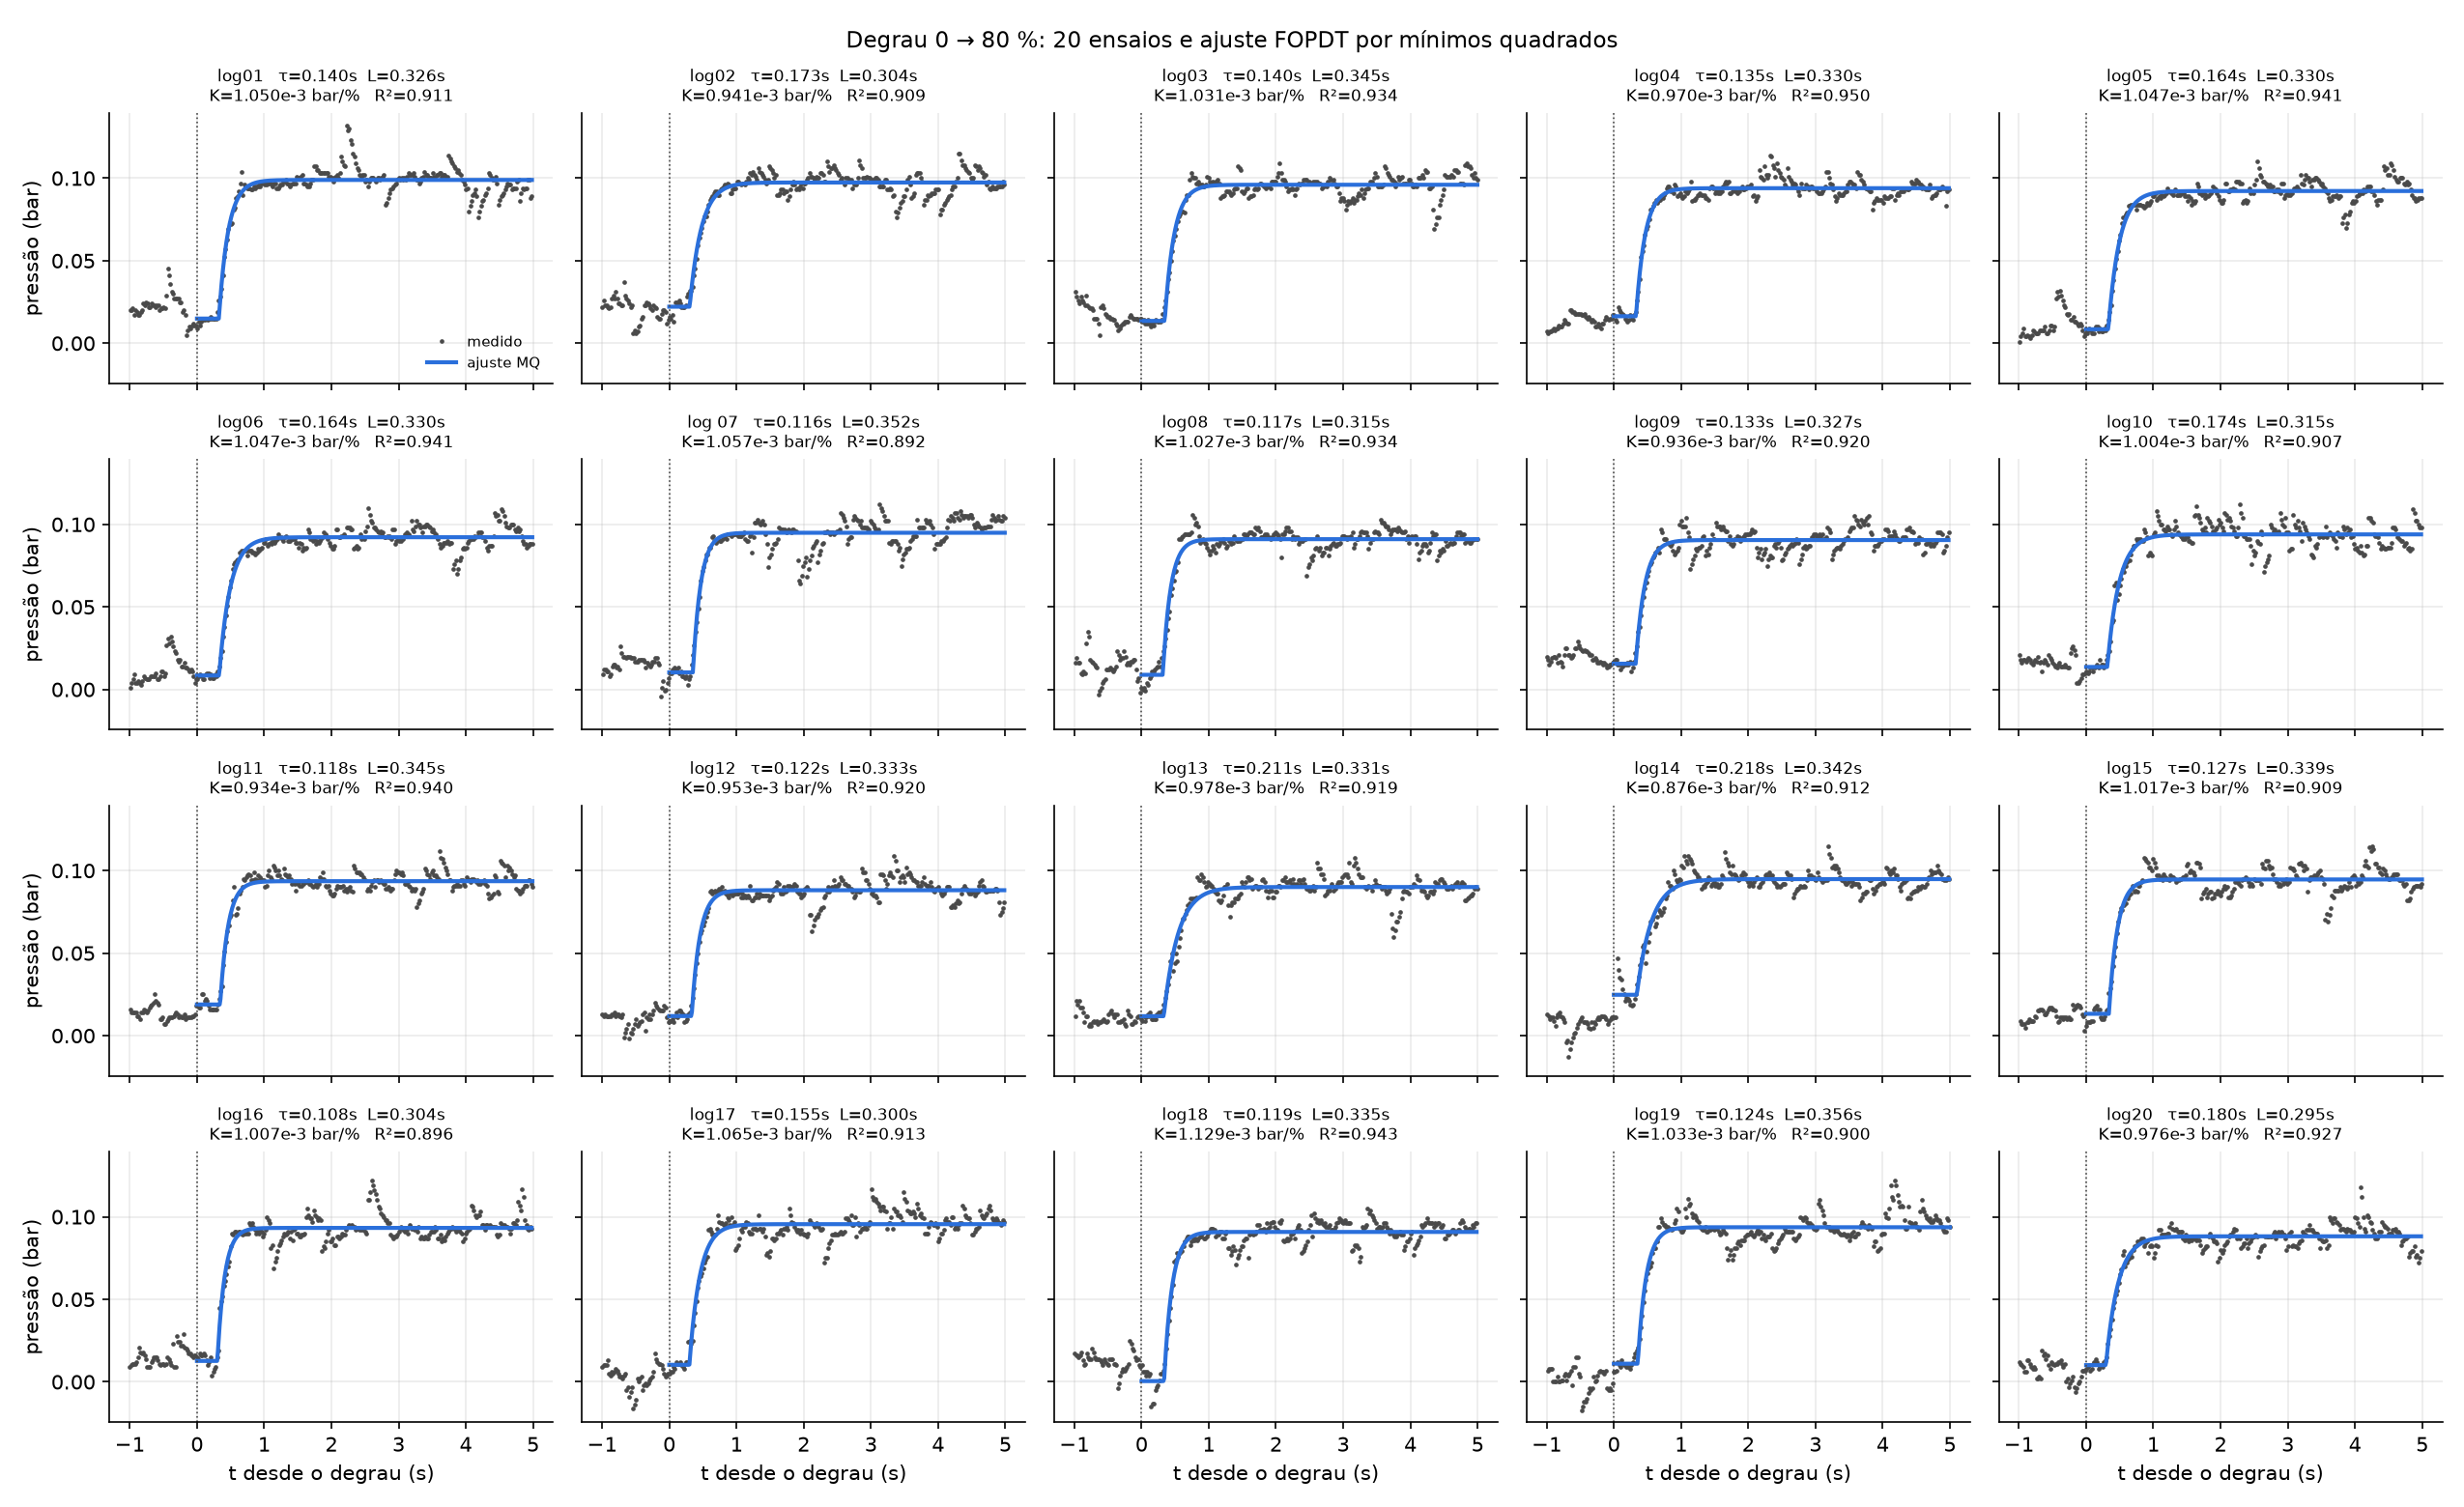 Degrau 0 → 80 %: 20 ensaios e ajuste FOPDT por mínimos quadrados
log01 τ=0.140s L=0.326s
K=1.050e-3 bar/% R²=0.911
log02 τ=0.173s L=0.304s
K=0.941e-3 bar/% R²=0.909
log03 τ=0.140s L=0.345s
K=1.031e-3 bar/% R²=0.934
log04 τ=0.135s L=0.330s
K=0.970e-3 bar/% R²=0.950
log05 τ=0.164s L=0.330s
K=1.047e-3 bar/% R²=0.941
pressão (bar)
0.10
0.05
0.00
medido
ajuste MQ
log06 τ=0.164s L=0.330s
K=1.047e-3 bar/% R²=0.941
log 07 τ=0.116s L=0.352s
K=1.057e-3 bar/% R²=0.892
log08 τ=0.117s L=0.315s
K=1.027e-3 bar/% R²=0.934
log09 τ=0.133s L=0.327s
K=0.936e-3 bar/% R²=0.920
log10 τ=0.174s L=0.315s
K=1.004e-3 bar/% R²=0.907
pressão (bar)
0.10
0.05
0.00
log11 τ=0.118s L=0.345s
K=0.934e-3 bar/% R²=0.940
log12 τ=0.122s L=0.333s
K=0.953e-3 bar/% R²=0.920
log13 τ=0.211s L=0.331s
K=0.978e-3 bar/% R²=0.919
log14 τ=0.218s L=0.342s
K=0.876e-3 bar/% R²=0.912
log15 τ=0.127s L=0.339s
K=1.017e-3 bar/% R²=0.909
pressão (bar)
0.10
0.05
0.00
log16 τ=0.108s L=0.304s
K=1.007e-3 bar/% R²=0.896
log17 τ=0.155s L=0.300s
K=1.065e-3 bar/% R²=0.913
log18 τ=0.119s L=0.335s
K=1.129e-3 bar/% R²=0.943
log19 τ=0.124s L=0.356s
K=1.033e-3 bar/% R²=0.900
log20 τ=0.180s L=0.295s
K=0.976e-3 bar/% R²=0.927
pressão (bar)
0.10
0.05
0.00
−1 0 1 2 3 4 5
−1 0 1 2 3 4 5
−1 0 1 2 3 4 5
−1 0 1 2 3 4 5
−1 0 1 2 3 4 5
t desde o degrau (s)
t desde o degrau (s)
t desde o degrau (s)
t desde o degrau (s)
t desde o degrau (s)